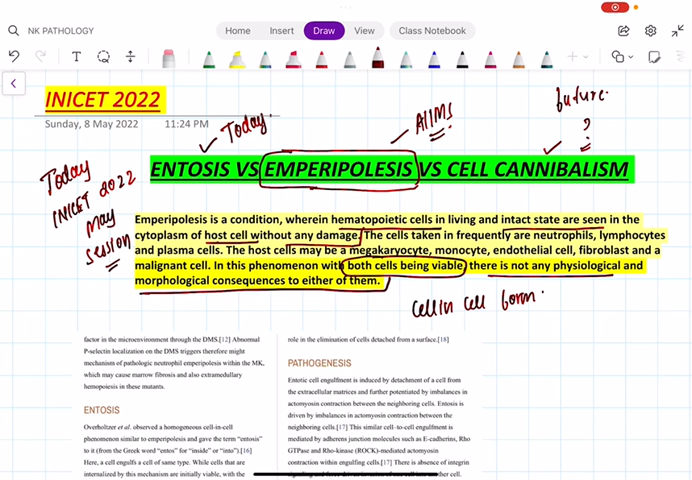 NK PATHOLOGY
Home Insert Draw View Class Notebook
INICET 2022
Sunday, 8 May 2022 11:24 PM
Today.
AIIMS
future.
?
ENTOSIS VS EMPERIPOLESIS VS CELL CANNIBALISM
Today
INICET 2022
May
session
Emperipolesis is a condition, wherein hematopoietic cells in living and intact state are seen in the
cytoplasm of host cell without any damage. The cells taken in frequently are neutrophils, lymphocytes
and plasma cells. The host cells may be a megakaryocyte, monocyte, endothelial cell, fibroblast and a
malignant cell. In this phenomenon with both cells being viable, there is not any physiological and
morphological consequences to either of them.
cell in cell form.
factor in the microenvironment through the DMS.[12] Abnormal
P-selectin localization on the DMS triggers therefore might
mechanism of pathologic neutrophil emperipolesis within the MK,
which may cause marrow fibrosis and also extramedullary
hemopoiesis in these mutants.
ENTOSIS
Overholtzer et al. observed a homogeneous cell-in-cell
phenomenon similar to emperipolesis and gave the term “entosis”
to it (from the Greek word “entos” for “inside” or “into”).[16]
Here, a cell engulfs a cell of same type. While cells that are
internalized by this mechanism are initially viable, with the
role in the elimination of cells detached from a surface.[18]
PATHOGENESIS
Entotic cell engulfment is induced by detachment of a cell from
the extracellular matrices and further potentiated by imbalances in
actomyosin contraction between the neighboring cells. Entosis is
driven by imbalances in actomyosin contraction between the
neighboring cells.[17] This similar cell-to-cell engulfment is
mediated by adherens junction molecules such as E-cadherins, Rho
GTPase and Rho-kinase (ROCK)-mediated actomyosin
contraction within engulfing cells.[17] There is absence of integrin